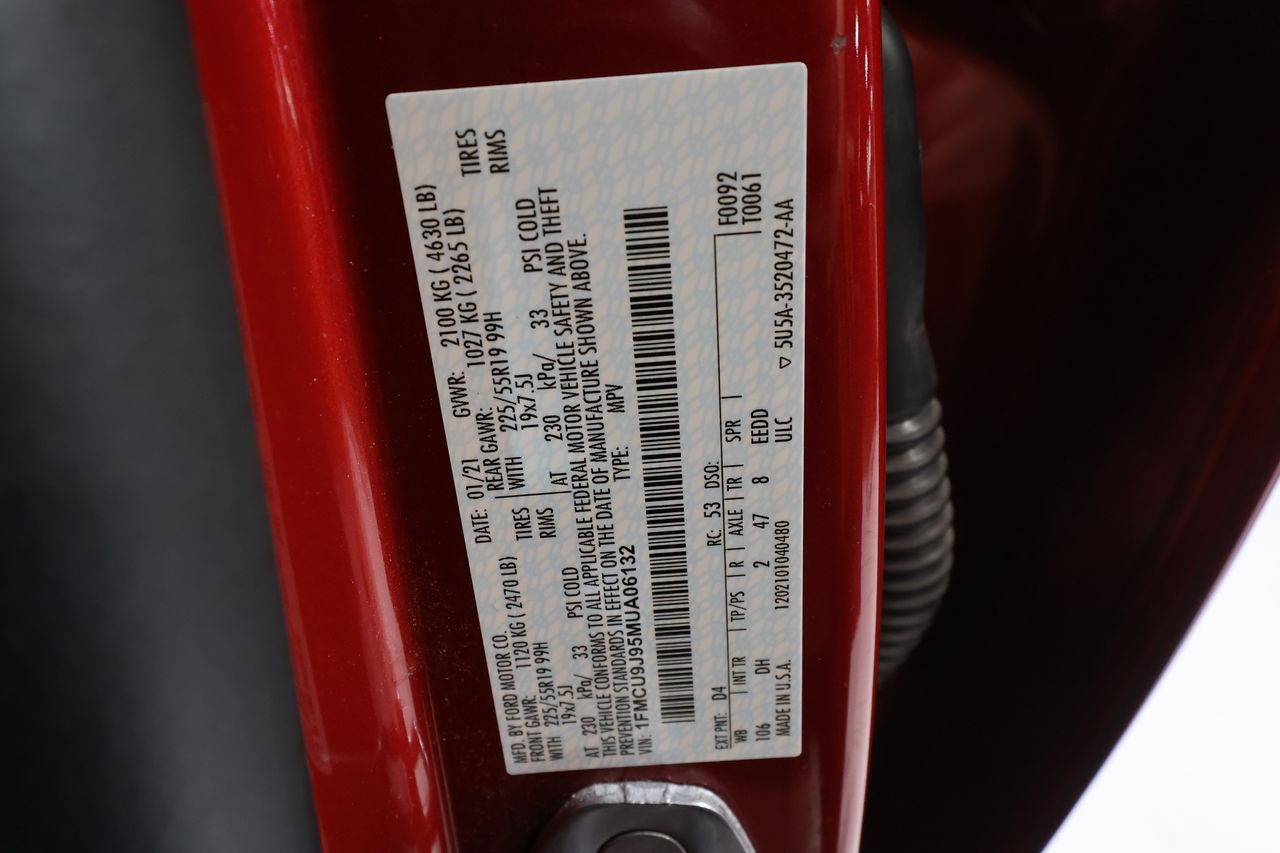 MFD. BY FORD MOTOR CO. DATE: 01/21 GVWR: 2100 KG ( 4630 LB)
FRONT GAWR: 1120 KG ( 2470 LB) REAR GAWR: 1027 KG ( 2265 LB)
WITH 225/55R19 99H TIRES WITH 225/55R19 99H TIRES
19x7.5J RIMS 19x7.5J RIMS
AT 230 kPa/ 33 PSI COLD AT 230 kPa/ 33 PSI COLD
THIS VEHICLE CONFORMS TO ALL APPLICABLE FEDERAL MOTOR VEHICLE SAFETY AND THEFT
PREVENTION STANDARDS IN EFFECT ON THE DATE OF MANUFACTURE SHOWN ABOVE.
VIN: 1FMCU9J95MUA06132 TYPE: MPV
EXT PNT: D4 RC: 53 DSO: F0092
WB INT TR TP/PS R AXLE TR SPR T0061
106 DH 2 47 8 EEDD
MADE IN U.S.A. 120210104​0480 ULC ▽ 5U5A-3520472-AA